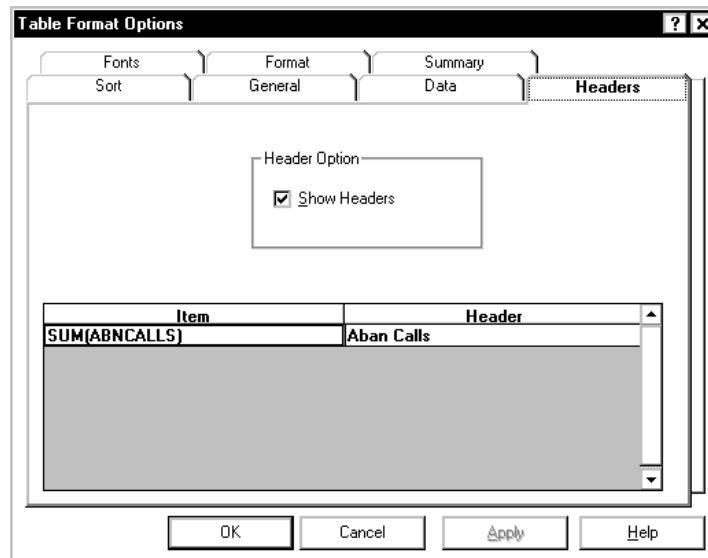 Table Format Options
Fonts Format Summary
Sort General Data Headers
Header Option
Show Headers
Item Header
SUM(ABNCALLS) Aban Calls
OK Cancel Apply Help